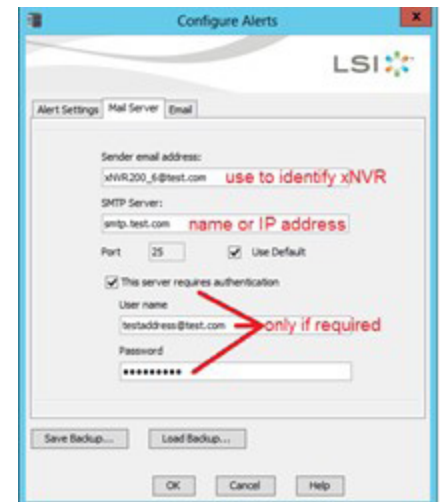 Configure Alerts
x
LSI
Alert Settings Mail Server Email
Sender email address:
xNVR200_6@test.com use to identify xNVR
SMTP Server:
smtp.test.com name or IP address
Port 25 Use Default
This server requires authentication
User name
testaddress@test.com only if required
Password
•••••••••
Save Backup... Load Backup...
OK Cancel Help